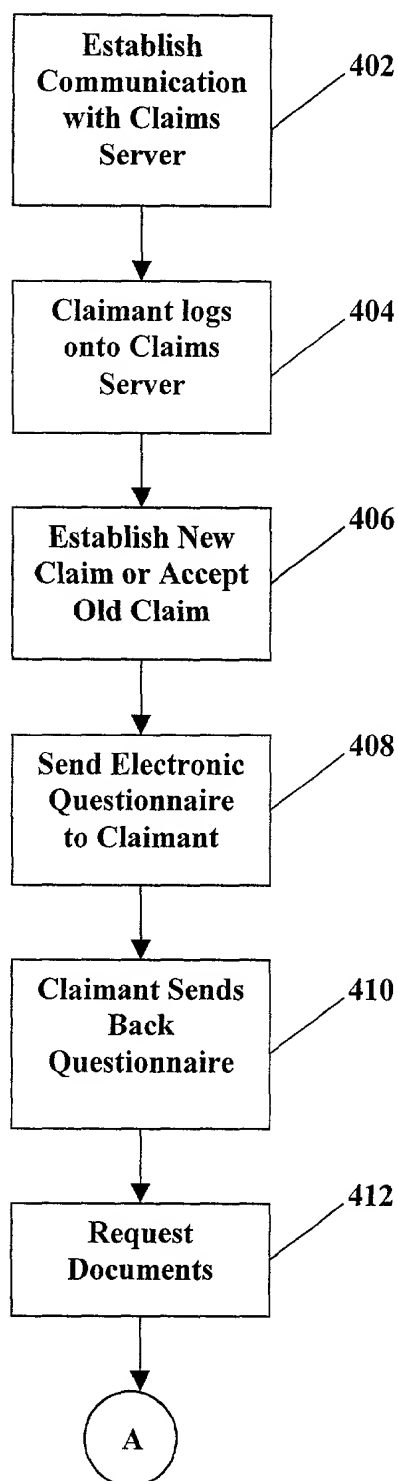 Establish
Communication
with Claims
Server
402
Claimant logs
onto Claims
Server
404
Establish New
Claim or Accept
Old Claim
406
Send Electronic
Questionnaire
to Claimant
408
Claimant Sends
Back
Questionnaire
410
Request
Documents
412
A